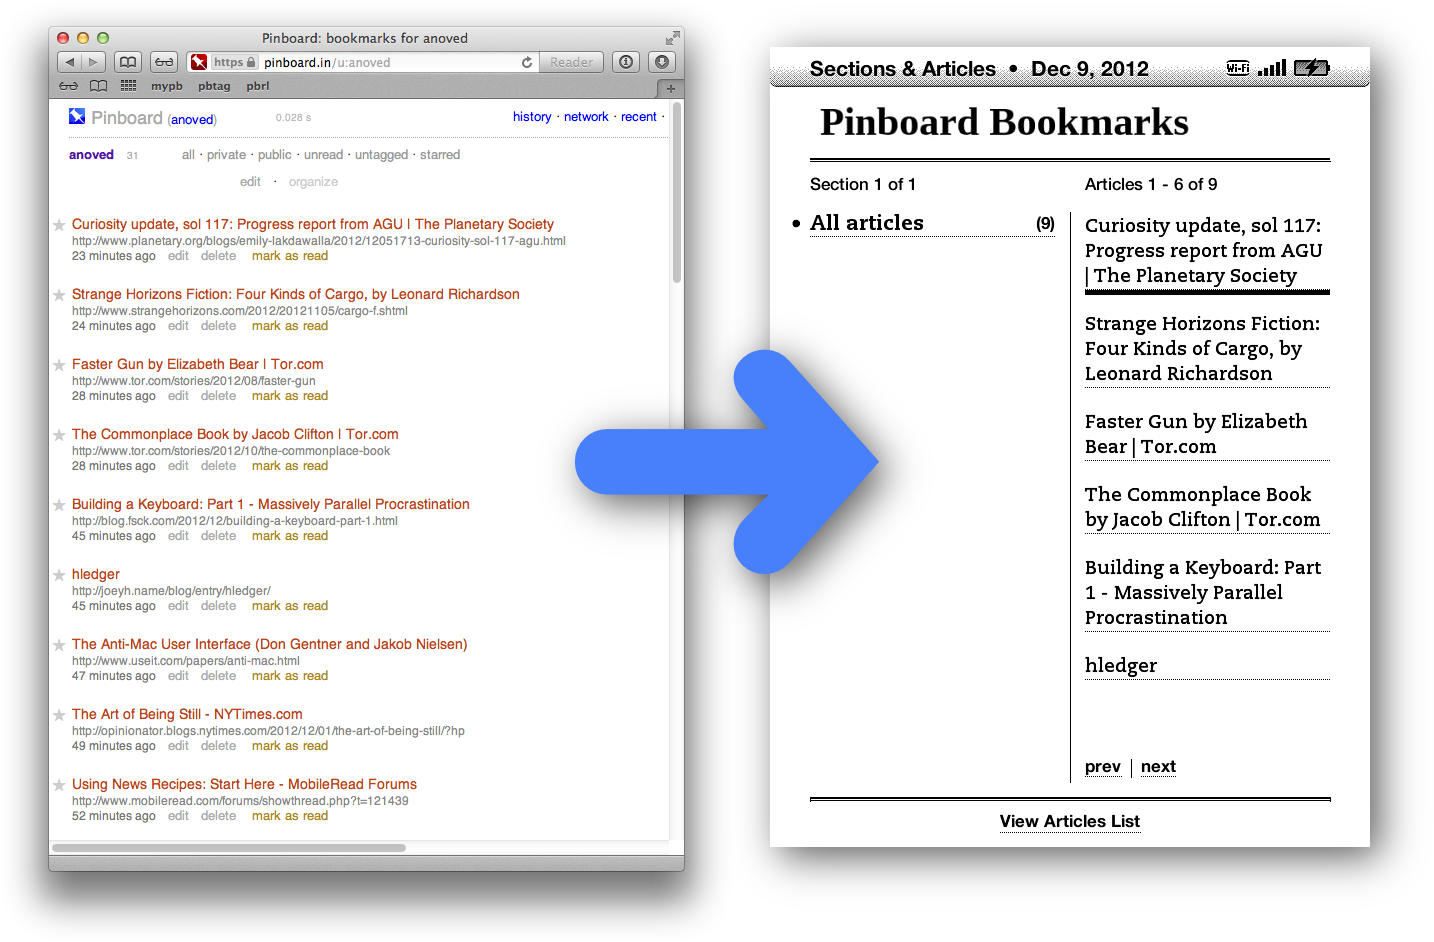 Pinboard: bookmarks for anoved
https pinboard.in/u:anoved Reader
mypb pbtag pbrl
Pinboard (anoved) 0.028 s history · network · recent ·
anoved 31 all · private · public · unread · untagged · starred
edit · organize
Curiosity update, sol 117: Progress report from AGU | The Planetary Society
http://www.planetary.org/blogs/emily-lakdawalla/2012/12051713-curiosity-sol-117-agu.html
23 minutes ago edit delete mark as read
Strange Horizons Fiction: Four Kinds of Cargo, by Leonard Richardson
http://www.strangehorizons.com/2012/20121105/cargo-f.shtml
24 minutes ago edit delete mark as read
Faster Gun by Elizabeth Bear | Tor.com
http://www.tor.com/stories/2012/08/faster-gun
28 minutes ago edit delete mark as read
The Commonplace Book by Jacob Clifton | Tor.com
http://www.tor.com/stories/2012/10/the-commonplace-book
28 minutes ago edit delete mark as read
Building a Keyboard: Part 1 - Massively Parallel Procrastination
http://blog.fsck.com/2012/12/building-a-keyboard-part-1.html
45 minutes ago edit delete mark as read
hledger
http://joeyh.name/blog/entry/hledger/
45 minutes ago edit delete mark as read
The Anti-Mac User Interface (Don Gentner and Jakob Nielsen)
http://www.useit.com/papers/anti-mac.html
47 minutes ago edit delete mark as read
The Art of Being Still - NYTimes.com
http://opinionator.blogs.nytimes.com/2012/12/01/the-art-of-being-still/?hp
49 minutes ago edit delete mark as read
Using News Recipes: Start Here - MobileRead Forums
http://www.mobileread.com/forums/showthread.php?t=121439
52 minutes ago edit delete mark as read
Sections & Articles • Dec 9, 2012 Wi-Fi
Pinboard Bookmarks
Section 1 of 1
• All articles (9)
Articles 1 - 6 of 9
Curiosity update, sol 117:
Progress report from AGU
| The Planetary Society
Strange Horizons Fiction:
Four Kinds of Cargo, by
Leonard Richardson
Faster Gun by Elizabeth
Bear | Tor.com
The Commonplace Book
by Jacob Clifton | Tor.com
Building a Keyboard: Part
1 - Massively Parallel
Procrastination
hledger
prev | next
View Articles List